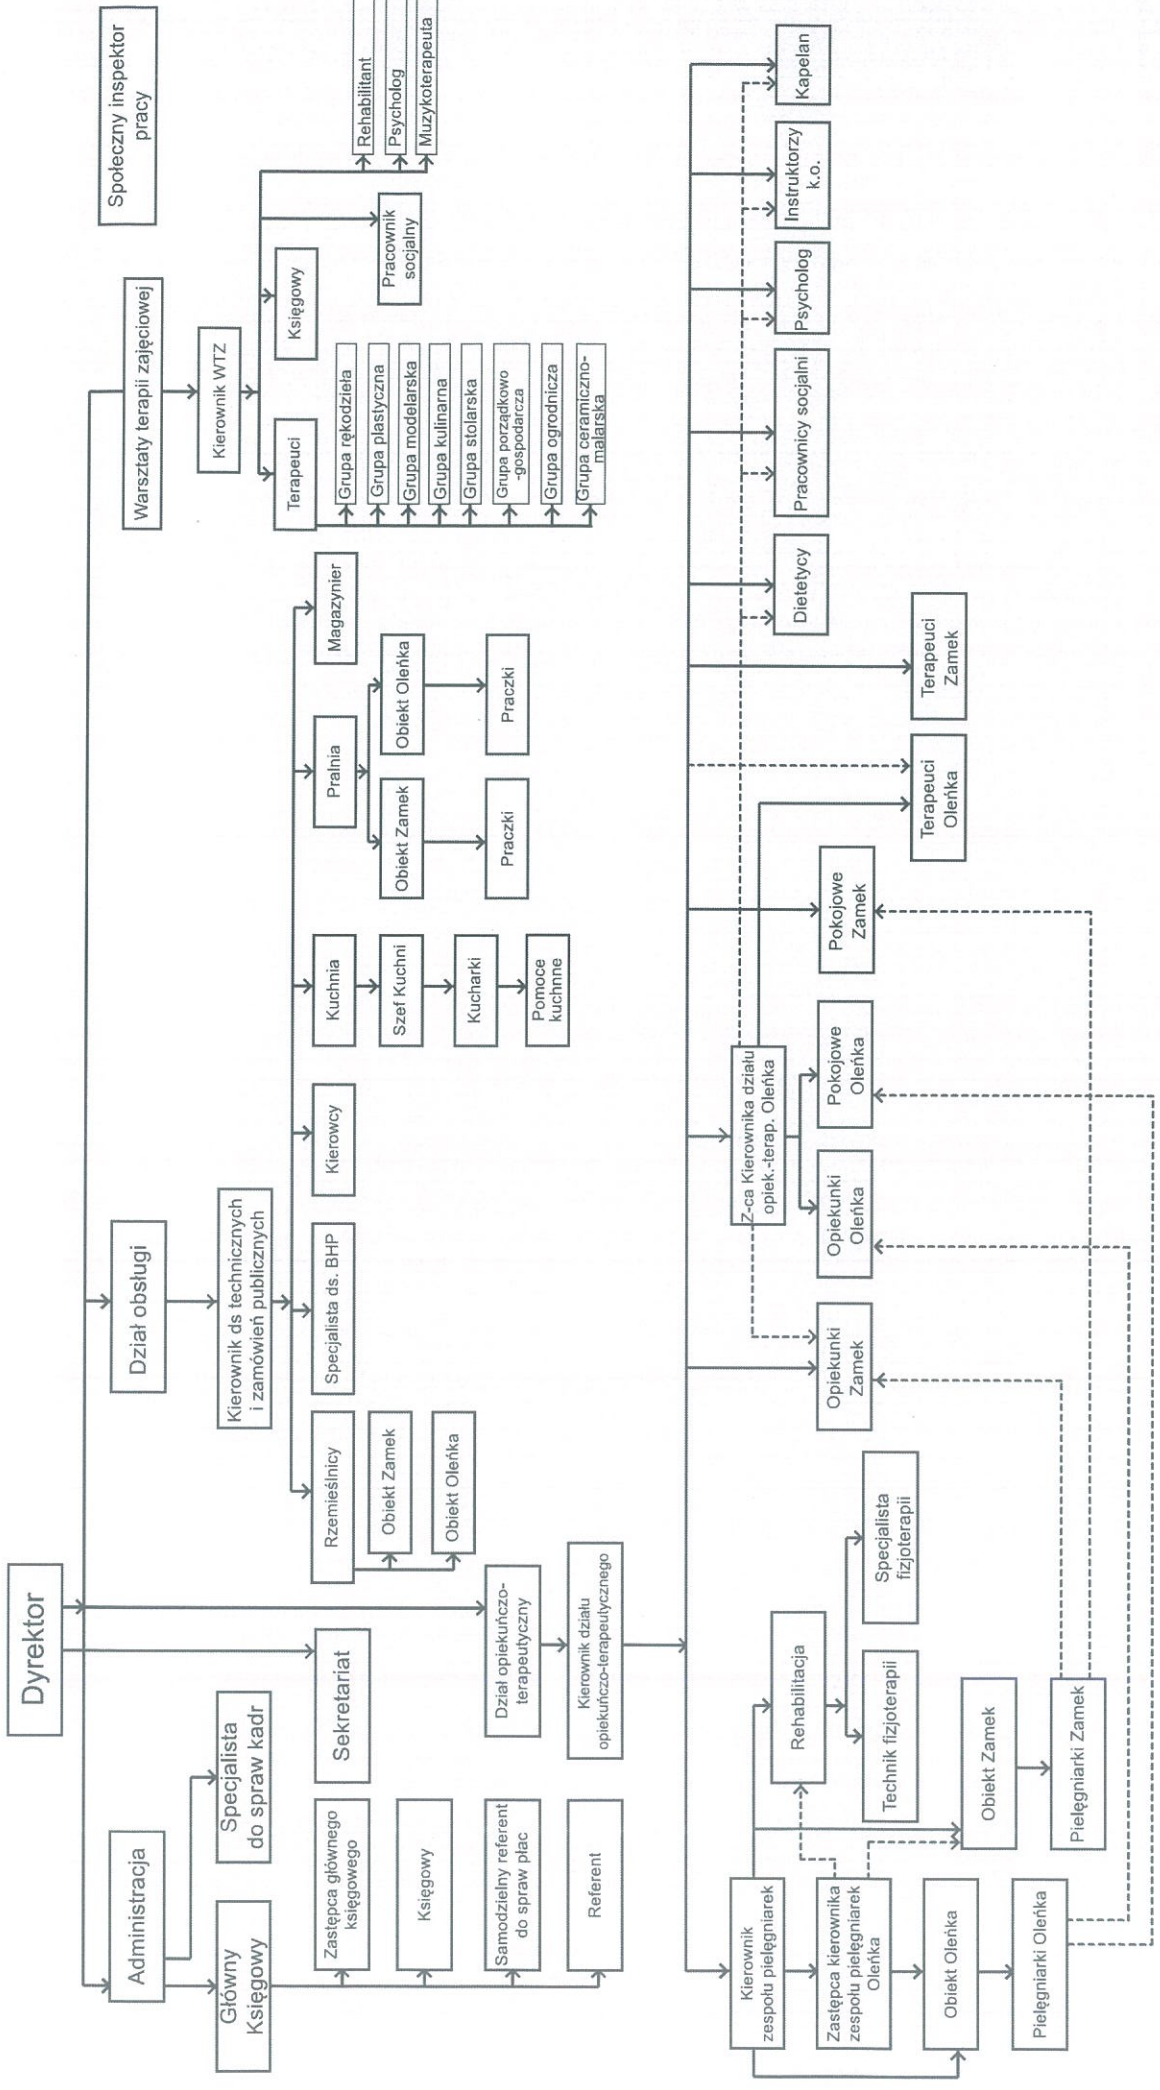 Dyrektor
Społeczny inspektor
pracy
Administracja
Dział obsługi
Warsztaty terapii zajęciowej
Główny
Księgowy
Specjalista
do spraw kadr
Sekretariat
Kierownik ds technicznych
i zamówień publicznych
Kierownik WTZ
Zastępca głównego
księgowego
Księgowy
Samodzielny referent
do spraw płac
Referent
Rzemieślnicy
Obiekt Zamek
Obiekt Oleńka
Specjalista ds. BHP
Kierowcy
Kuchnia
Szef Kuchni
Kucharki
Pomoce
kuchnne
Pralnia
Obiekt Zamek
Obiekt Oleńka
Praczki
Praczki
Magazynier
Terapeuci
Grupa rękodzieła
Grupa plastyczna
Grupa modelarska
Grupa kulinarna
Grupa stolarska
Grupa porządkowo
-gospodarcza
Grupa ogrodnicza
Grupa ceramiczno-
malarska
Księgowy
Pracownik
socjalny
Rehabilitant
Psycholog
Muzykoterapeuta
Dział opiekuńczo-
terapeutyczny
Kierownik działu
opiekuńczo-terapeutycznego
Kierownik
zespołu pielęgniarek
Zastępca kierownika
zespołu pielęgniarek
Oleńka
Obiekt Oleńka
Pielęgniarki Oleńka
Rehabilitacja
Technik fizjoterapii
Specjalista
fizjoterapii
Obiekt Zamek
Pielęgniarki Zamek
Opiekunki
Zamek
Z-ca Kierownika działu
opiek.-terap. Oleńka
Opiekunki
Oleńka
Pokojowe
Oleńka
Pokojowe
Zamek
Terapeuci
Oleńka
Terapeuci
Zamek
Dietetycy
Pracownicy socjalni
Psycholog
Instruktorzy
k.o.
Kapelan